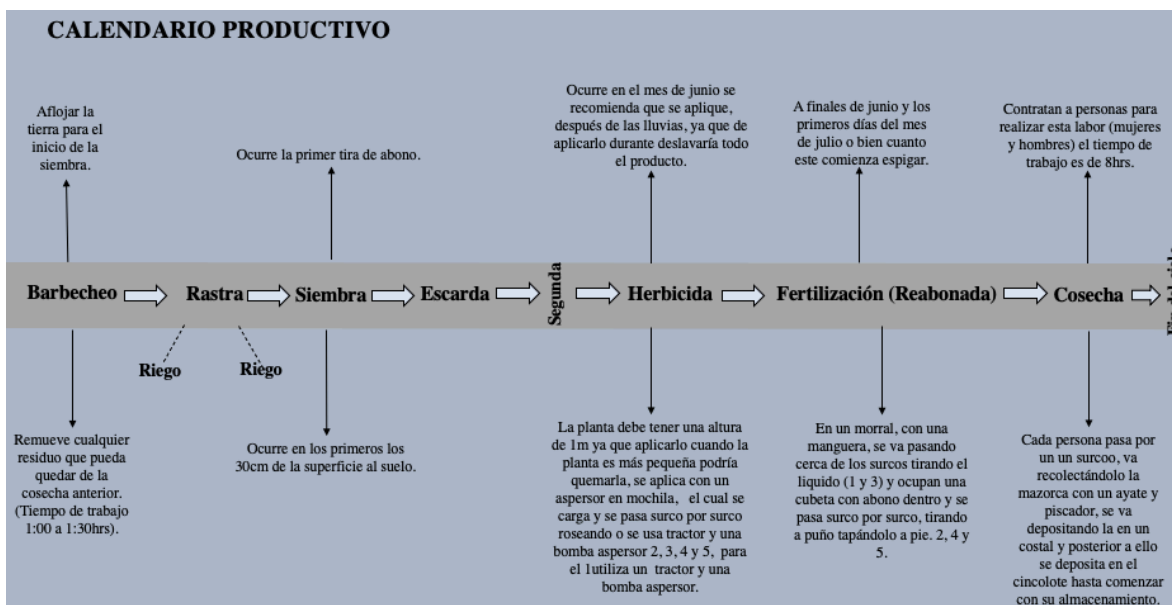 CALENDARIO PRODUCTIVO
Aflojar la
tierra para el
inicio de la
siembra.
Ocurre la primer tira de abono.
Ocurre en el mes de junio se
recomienda que se aplique,
después de las lluvias, ya que de
aplicarlo durante deslavaría todo
el producto.
A finales de junio y los
primeros días del mes
de julio o bien cuanto
este comienza espigar.
Contratan a personas para
realizar esta labor (mujeres
y hombres) el tiempo de
trabajo es de 8hrs.
Barbecheo
Rastra
Siembra
Escarda
Segunda
Herbicida
Fertilización (Reabonada)
Cosecha
Riego
Riego
Remueve cualquier
residuo que pueda
quedar de la
cosecha anterior.
(Tiempo de trabajo
1:00 a 1:30hrs).
Ocurre en los primeros los
30cm de la superficie al suelo.
La planta debe tener una altura
de 1m ya que aplicarlo cuando la
planta es más pequeña podría
quemarla, se aplica con un
aspersor en mochila, el cual se
carga y se pasa surco por surco
roseando o se usa tractor y una
bomba aspersor 2, 3, 4 y 5, para
el 1utiliza un tractor y una
bomba aspersor.
En un morral, con una
manguera, se va pasando
cerca de los surcos tirando el
liquido (1 y 3) y ocupan una
cubeta con abono dentro y se
pasa surco por surco, tirando
a puño tapándolo a pie. 2, 4 y
5.
Cada persona pasa por
un un surcoo, va
recolectándolo la
mazorca con un ayate y
piscador, se va
depositando la en un
costal y posterior a ello
se deposita en el
cincolote hasta comenzar
con su almacenamiento.